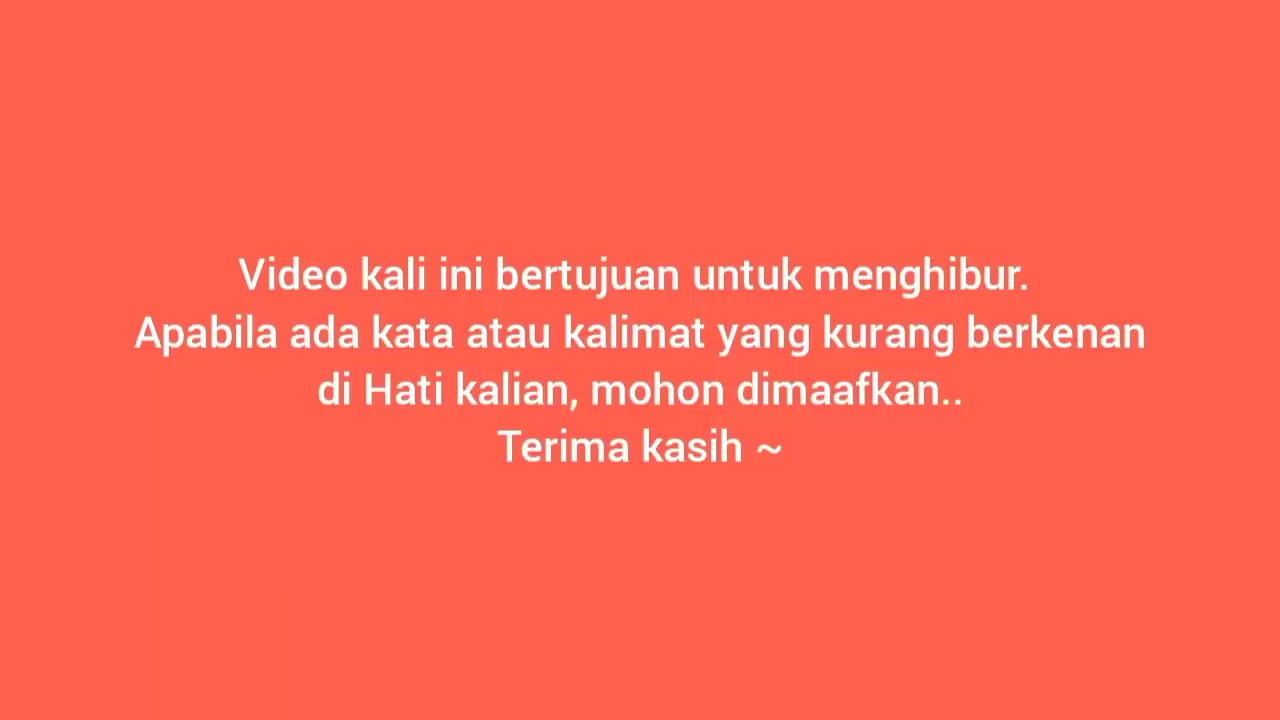 Video kali ini bertujuan untuk menghibur.
Apabila ada kata atau kalimat yang kurang berkenan
di Hati kalian, mohon dimaafkan..
Terima kasih ~